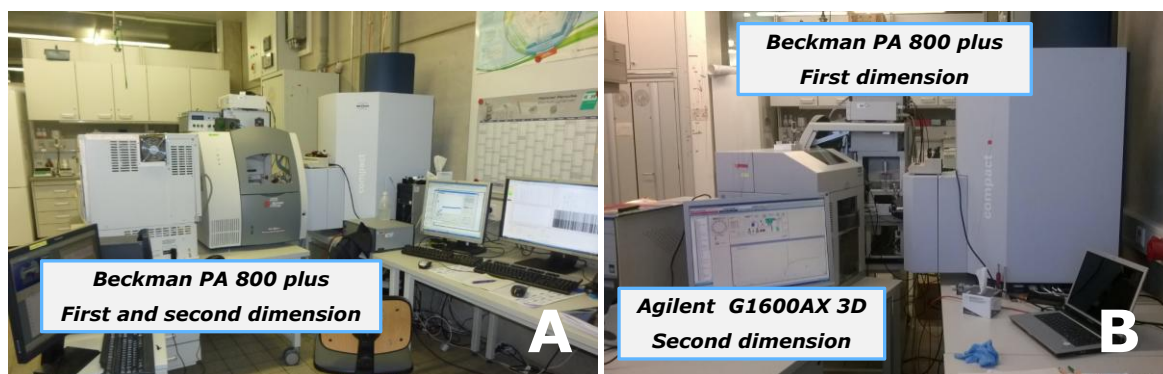 Beckman PA 800 plus
First and second dimension
A
Beckman PA 800 plus
First dimension
compact
Agilent G1600AX 3D
Second dimension
B